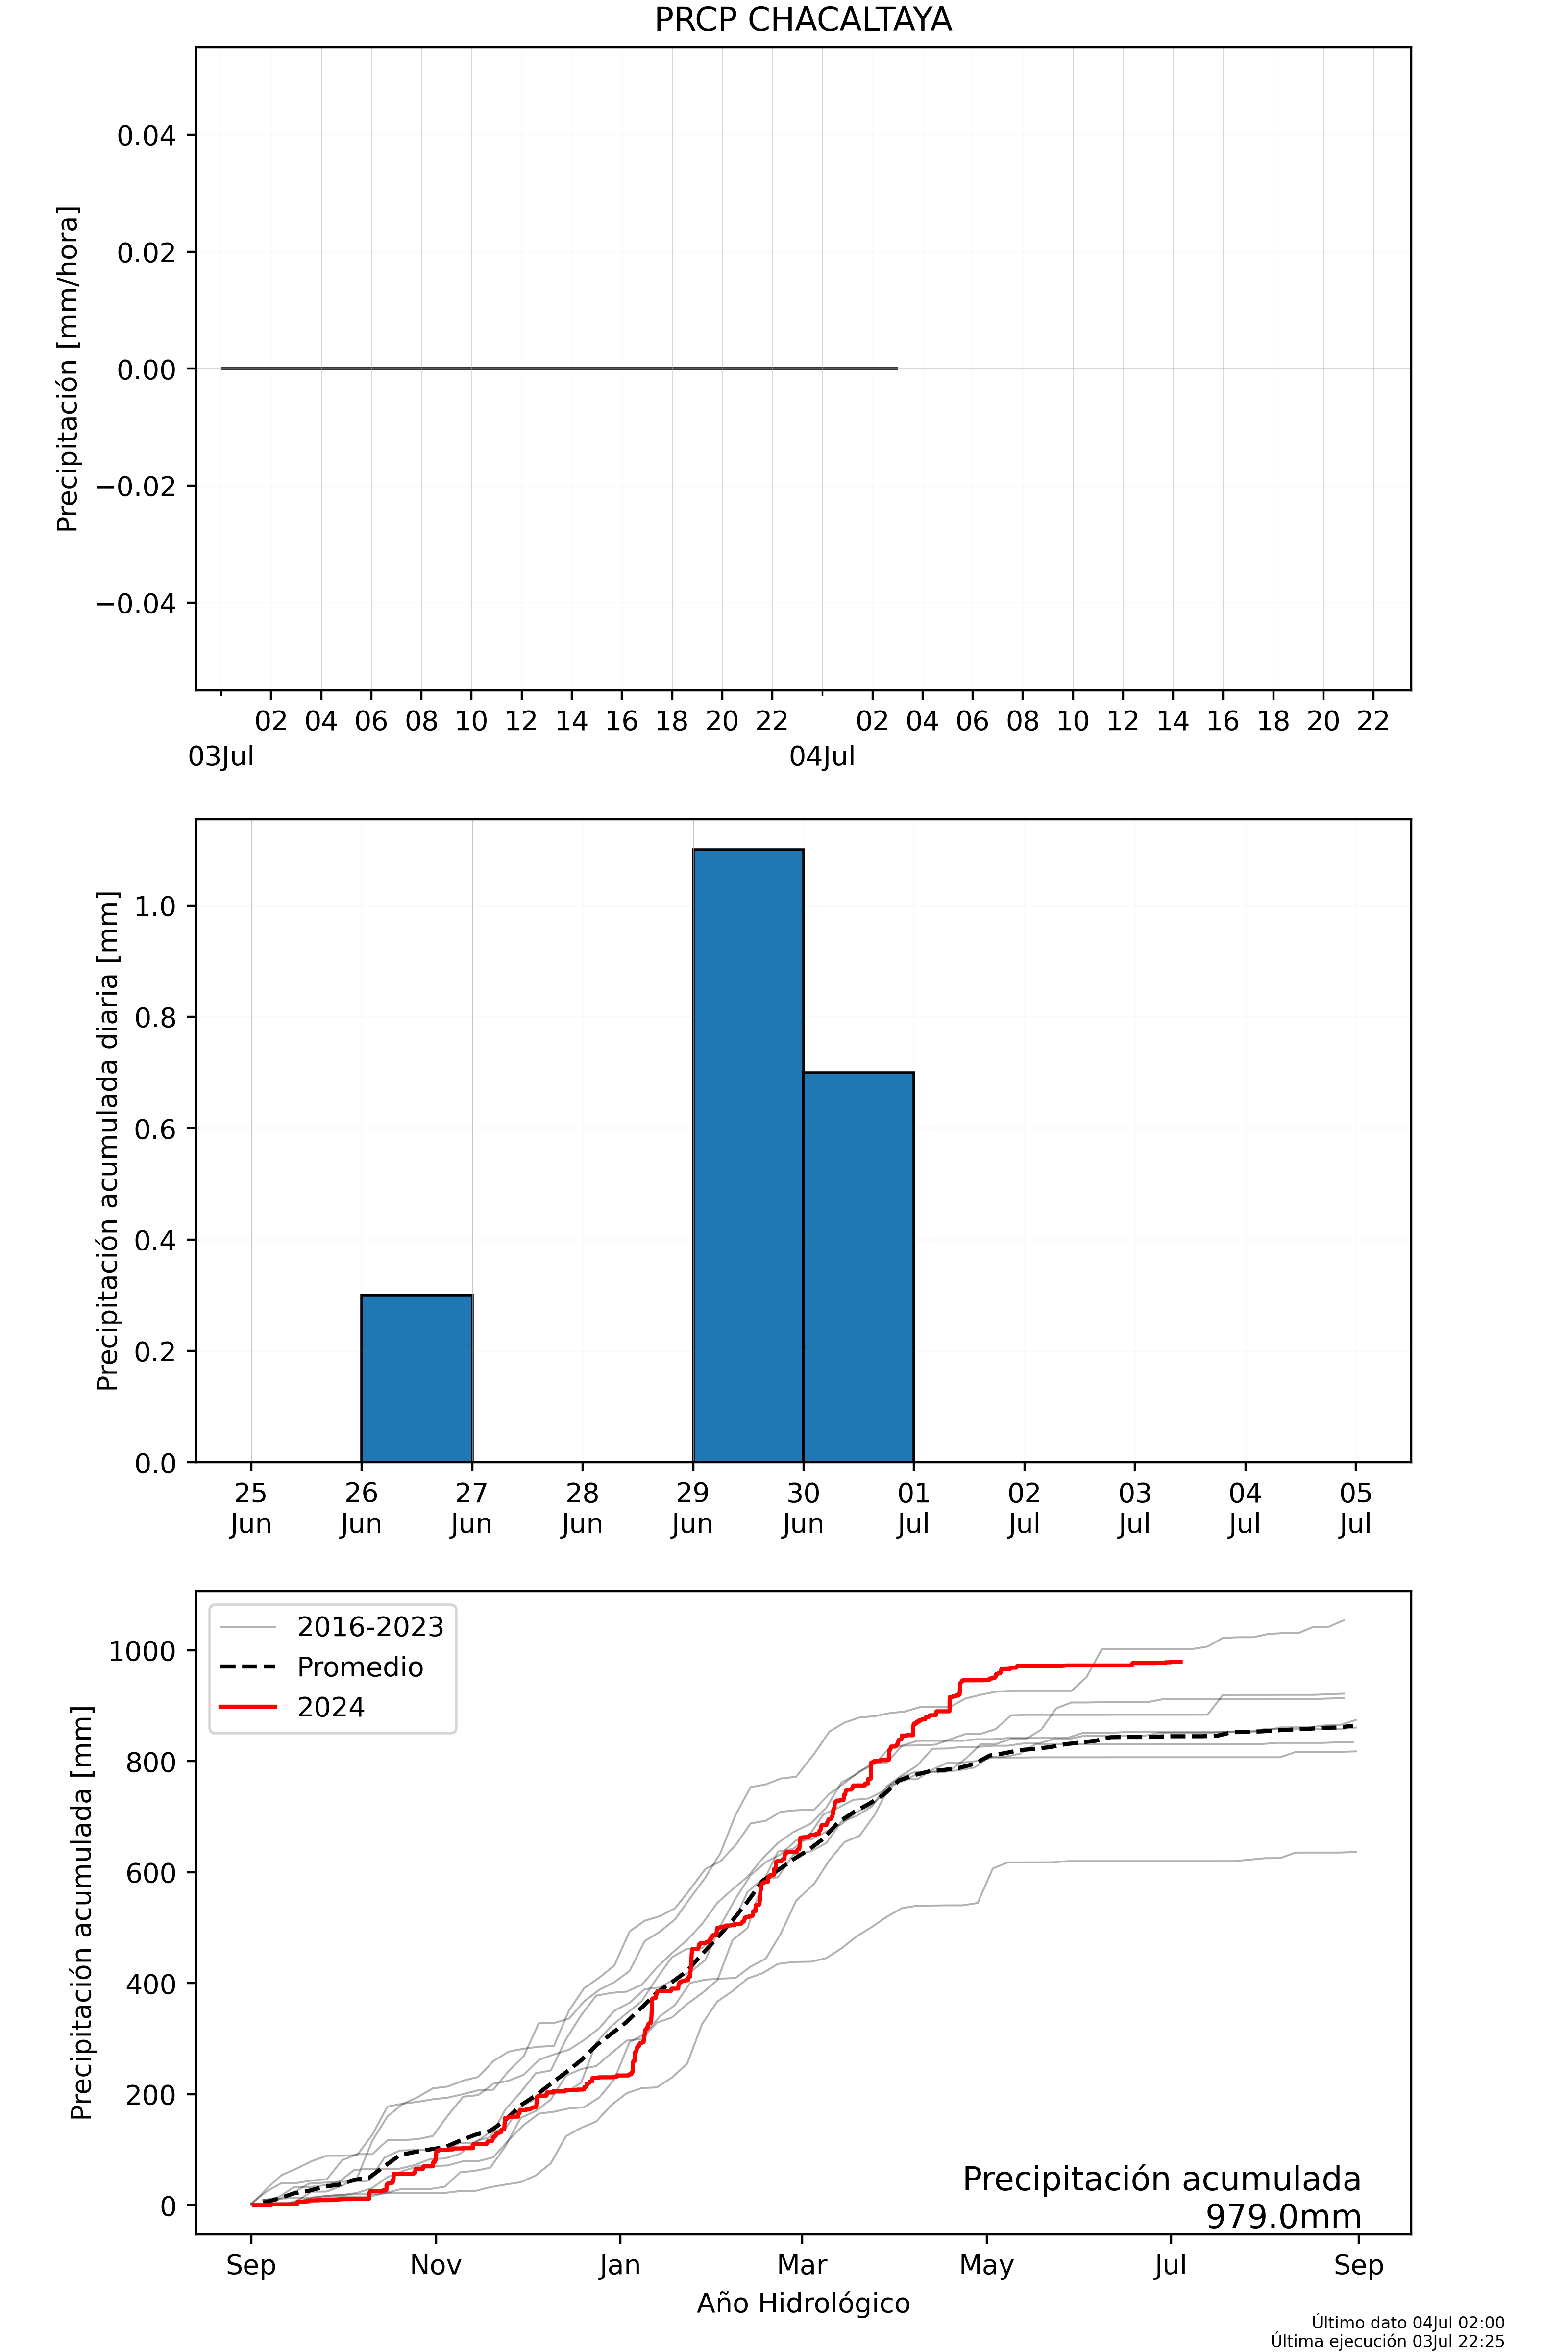 PRCP CHACALTAYA
Precipitación [mm/hora]
0.04
0.02
0.00
−0.02
−0.04
02 04 06 08 10 12 14 16 18 20 22 02 04 06 08 10 12 14 16 18 20 22
03Jul 04Jul
Precipitación acumulada diaria [mm]
1.0
0.8
0.6
0.4
0.2
0.0
25 26 27 28 29 30 01 02 03 04 05
Jun Jun Jun Jun Jun Jun Jul Jul Jul Jul Jul
Precipitación acumulada [mm]
1000
800
600
400
200
0
2016-2023
Promedio
2024
Precipitación acumulada
979.0mm
Sep Nov Jan Mar May Jul Sep
Año Hidrológico
Último dato 04Jul 02:00
Última ejecución 03Jul 22:25